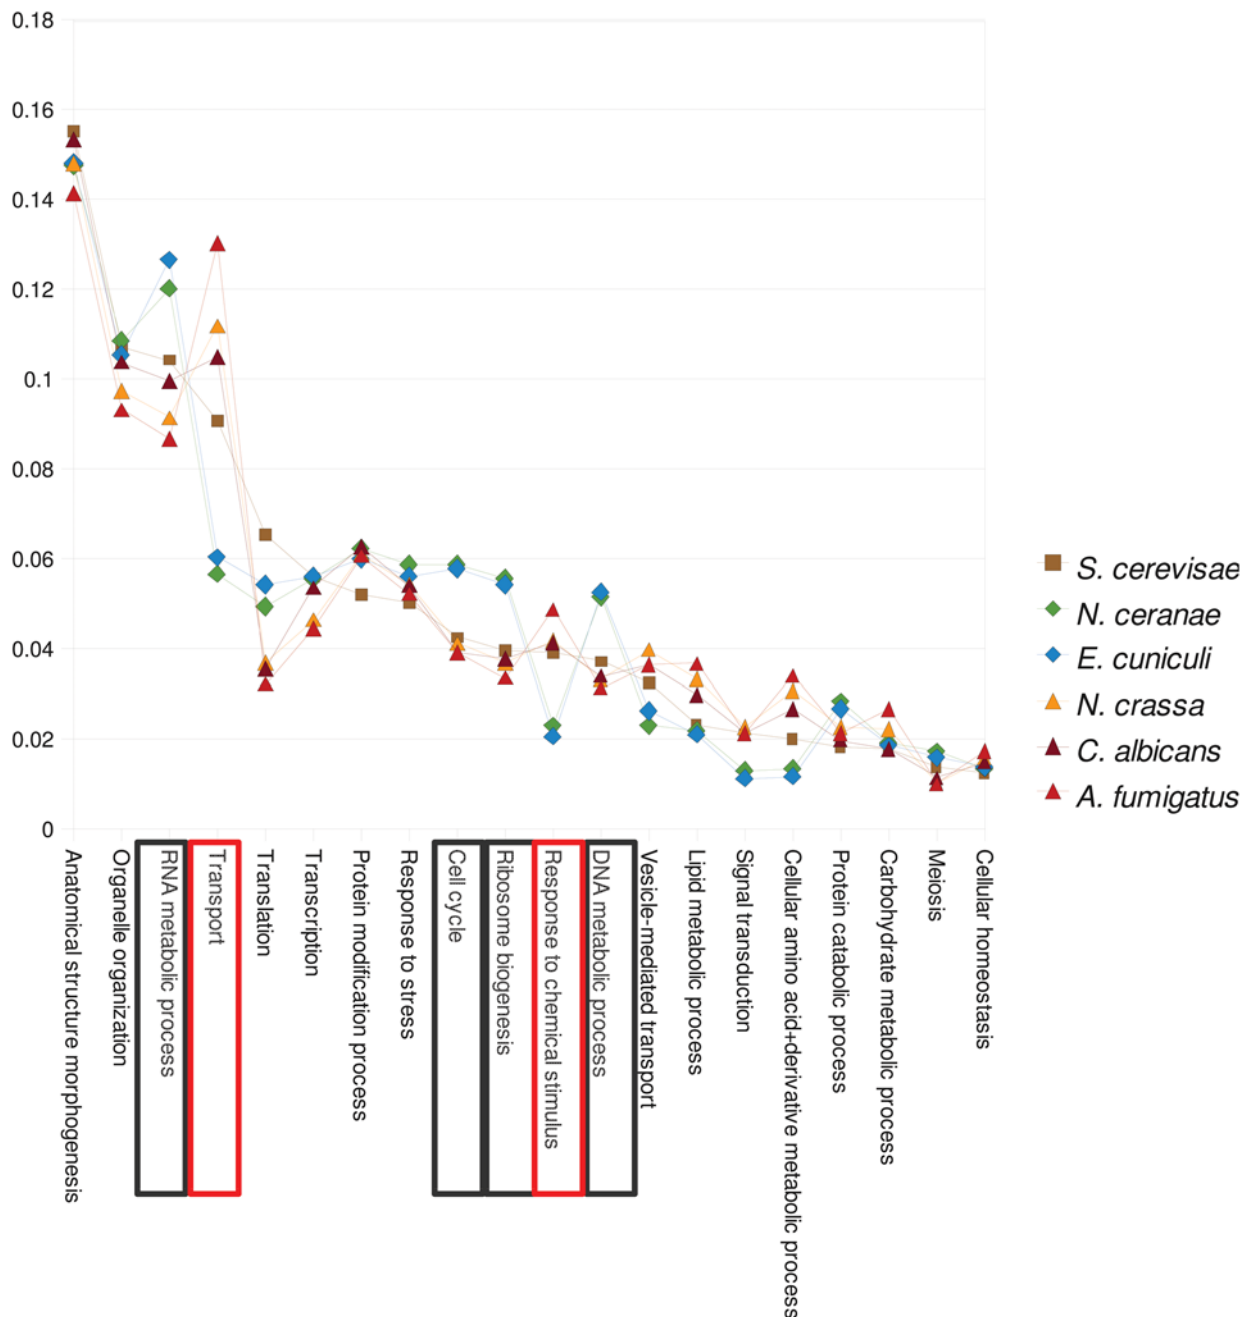 0.18
0.16
0.14
0.12
0.1
0.08
0.06
0.04
0.02
0
S. cerevisae
N. ceranae
E. cuniculi
N. crassa
C. albicans
A. fumigatus
Anatomical structure morphogenesis
Organelle organization
RNA metabolic process
Transport
Translation
Transcription
Protein modification process
Response to stress
Cell cycle
Ribosome biogenesis
Response to chemical stimulus
DNA metabolic process
Vesicle-mediated transport
Lipid metabolic process
Signal transduction
Cellular amino acid+derivative metabolic process
Protein catabolic process
Carbohydrate metabolic process
Meiosis
Cellular homeostasis